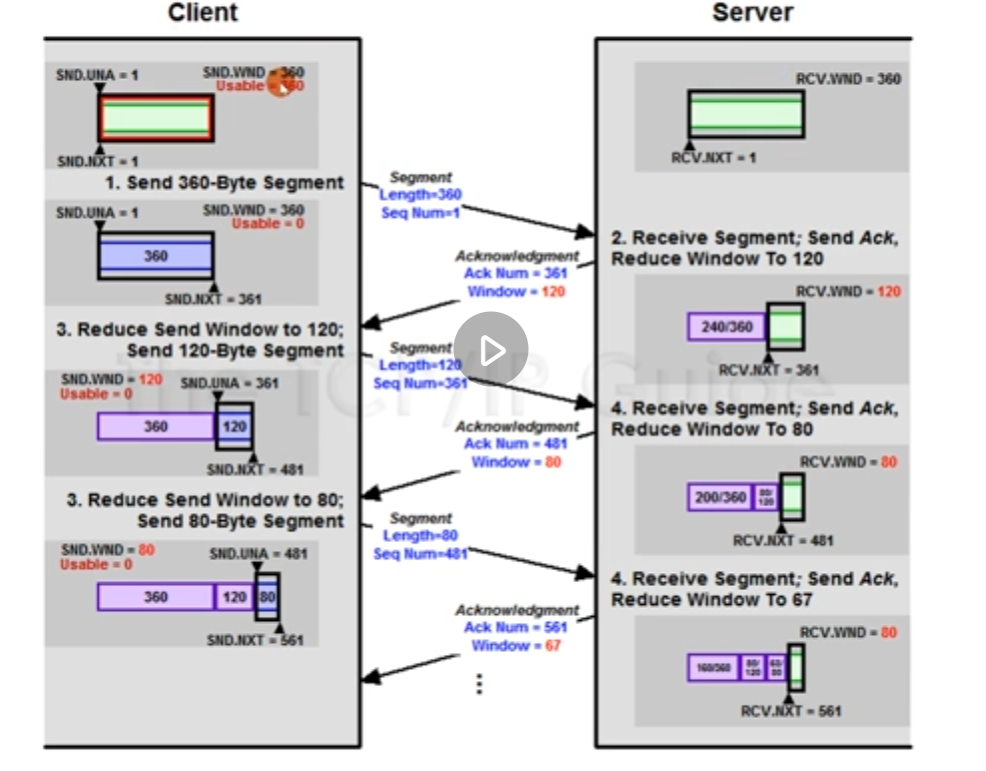 Client
Server
SND.UNA = 1
SND.WND = 360
Usable = 360
SND.NXT = 1
RCV.WND = 360
RCV.NXT = 1
1. Send 360-Byte Segment
Segment
Length=360
Seq Num=1
SND.UNA = 1
SND.WND = 360
Usable = 0
360
SND.NXT = 361
2. Receive Segment; Send Ack,
Reduce Window To 120
Acknowledgment
Ack Num = 361
Window = 120
RCV.WND = 120
240/360
RCV.NXT = 361
3. Reduce Send Window to 120;
Send 120-Byte Segment
Segment
Length=120
Seq Num=361
SND.WND = 120
Usable = 0
SND.UNA = 361
360
120
SND.NXT = 481
4. Receive Segment; Send Ack,
Reduce Window To 80
Acknowledgment
Ack Num = 481
Window = 80
RCV.WND = 80
200/360
80/
120
RCV.NXT = 481
3. Reduce Send Window to 80;
Send 80-Byte Segment
Segment
Length=80
Seq Num=481
SND.WND = 80
Usable = 0
SND.UNA = 481
360
120
80
SND.NXT = 561
4. Receive Segment; Send Ack,
Reduce Window To 67
Acknowledgment
Ack Num = 561
Window = 67
RCV.WND = 80
160/360
80/
120
RCV.NXT = 561
The TCP/IP Guide